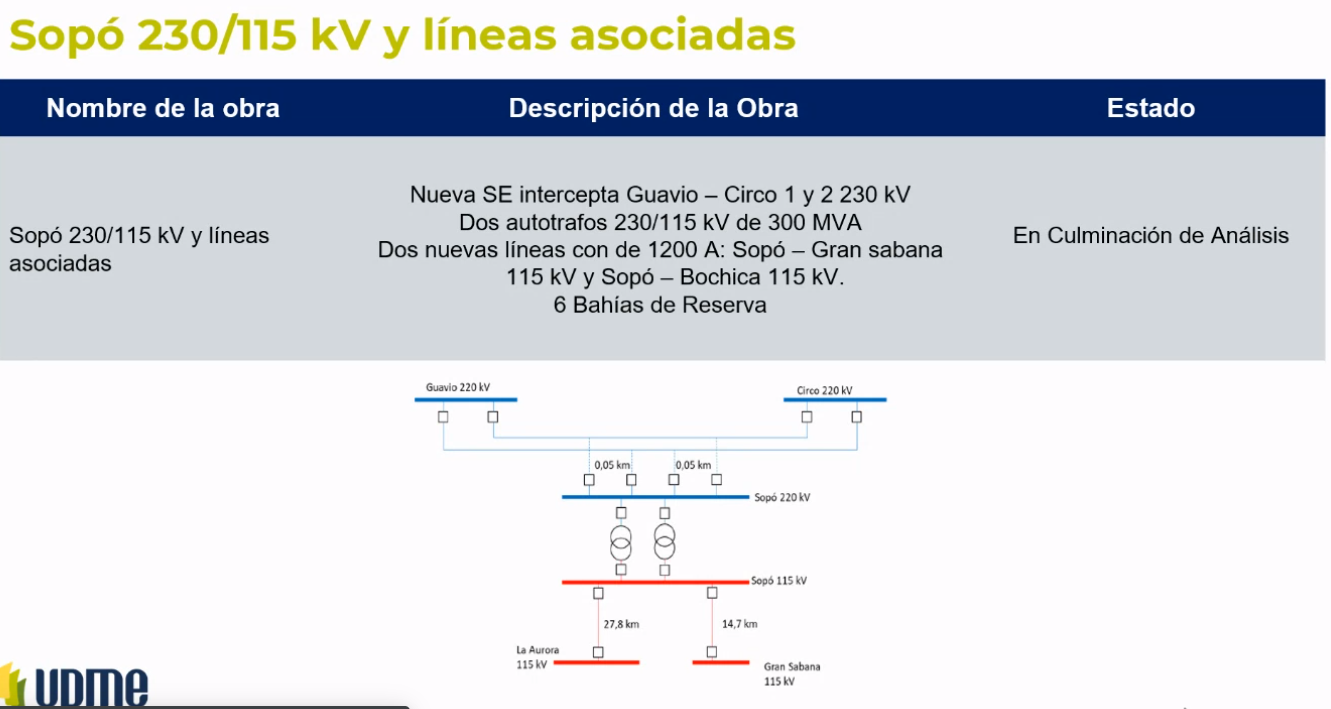 Sopó 230/115 kV y líneas asociadas
Nombre de la obra
Descripción de la Obra
Estado
Sopó 230/115 kV y líneas
asociadas
Nueva SE intercepta Guavio – Circo 1 y 2 230 kV
Dos autotrafos 230/115 kV de 300 MVA
Dos nuevas líneas con de 1200 A: Sopó – Gran sabana
115 kV y Sopó – Bochica 115 kV.
6 Bahías de Reserva
En Culminación de Análisis
Guavio 220 kV
Circo 220 kV
0,05 km
0,05 km
Sopó 220 kV
Sopó 115 kV
27,8 km
14,7 km
La Aurora
115 kV
Gran Sabana
115 kV
upme